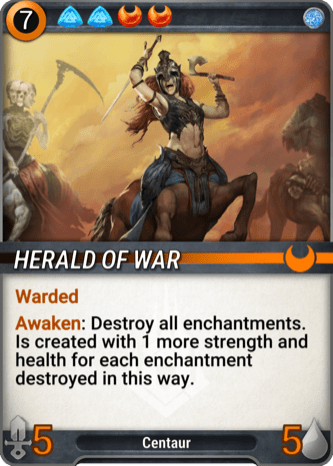 7
HERALD OF WAR
Warded
Awaken: Destroy all enchantments.
Is created with 1 more strength and
health for each enchantment
destroyed in this way.
5
Centaur
5